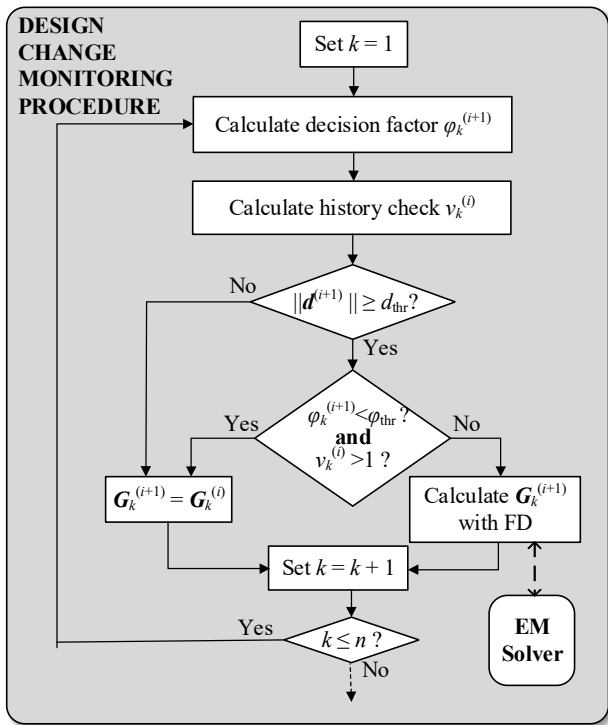 DESIGN
CHANGE
MONITORING
PROCEDURE
Set k = 1
Calculate decision factor φₖ⁽ⁱ⁺¹⁾
Calculate history check vₖ⁽ⁱ⁾
No
||d⁽ⁱ⁺¹⁾ || ≥ d_thr?
Yes
φₖ⁽ⁱ⁺¹⁾<φ_thr ?
and
vₖ⁽ⁱ⁾ >1 ?
Yes
No
Gₖ⁽ⁱ⁺¹⁾ = Gₖ⁽ⁱ⁾
Calculate Gₖ⁽ⁱ⁺¹⁾
with FD
Set k = k + 1
EM
Solver
Yes
k ≤ n ?
No